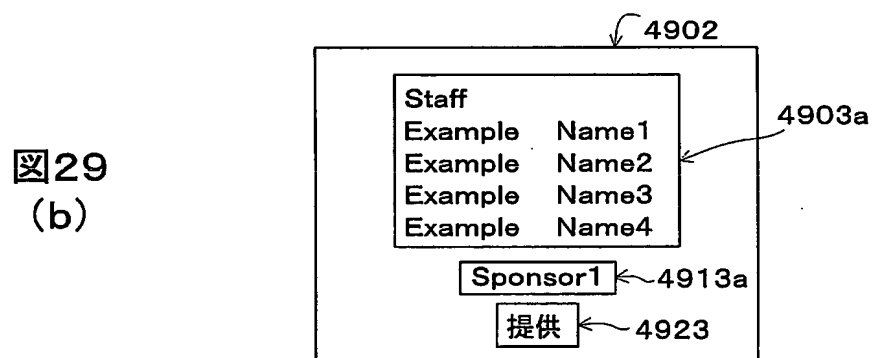 図29
(b)
4902
Staff
Example Name1
Example Name2
Example Name3
Example Name4
4903a
Sponsor1
4913a
提供
4923